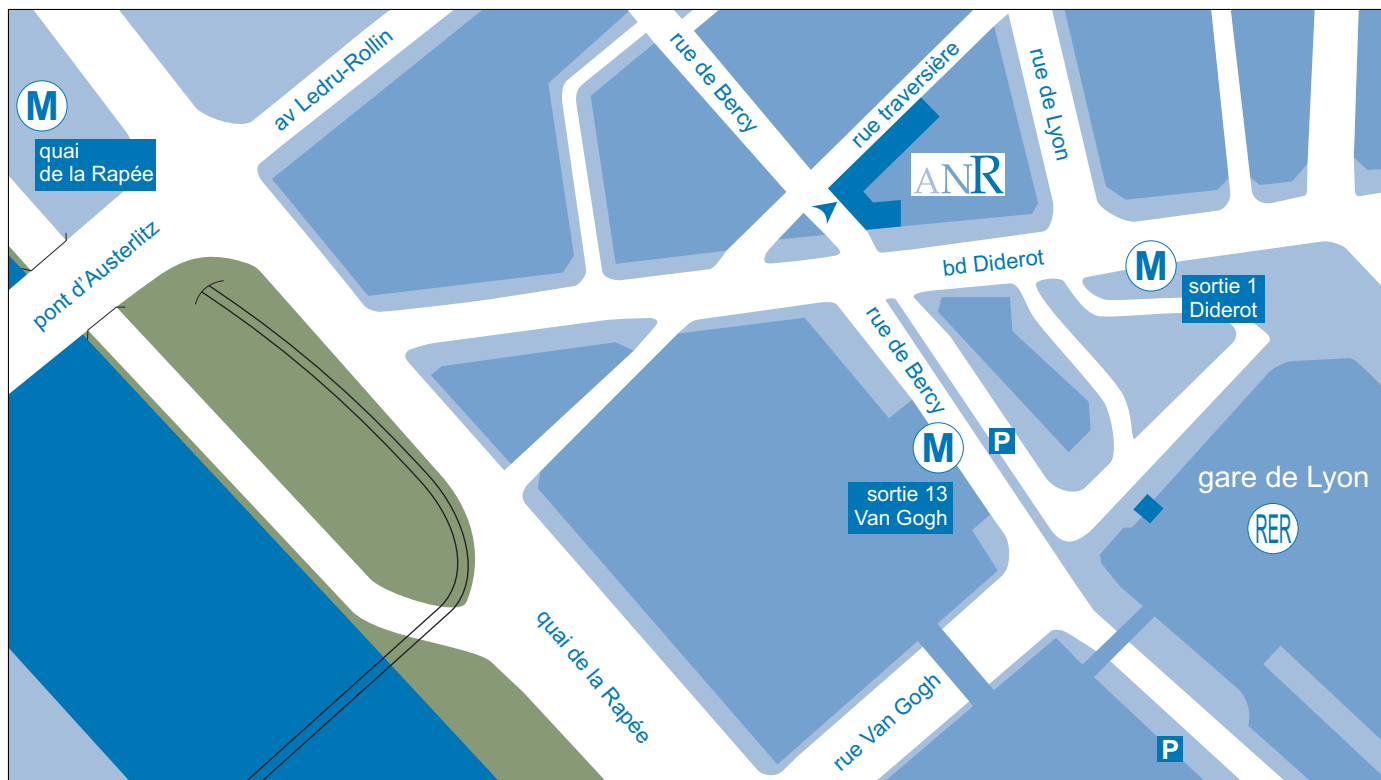 M
quai
de la Rapée
av Ledru-Rollin
rue de Bercy
rue traversière
rue de Lyon
ANR
pont d'Austerlitz
bd Diderot
M
sortie 1
Diderot
rue de Bercy
M
sortie 13
Van Gogh
P
gare de Lyon
RER
quai de la Rapée
rue Van Gogh
P